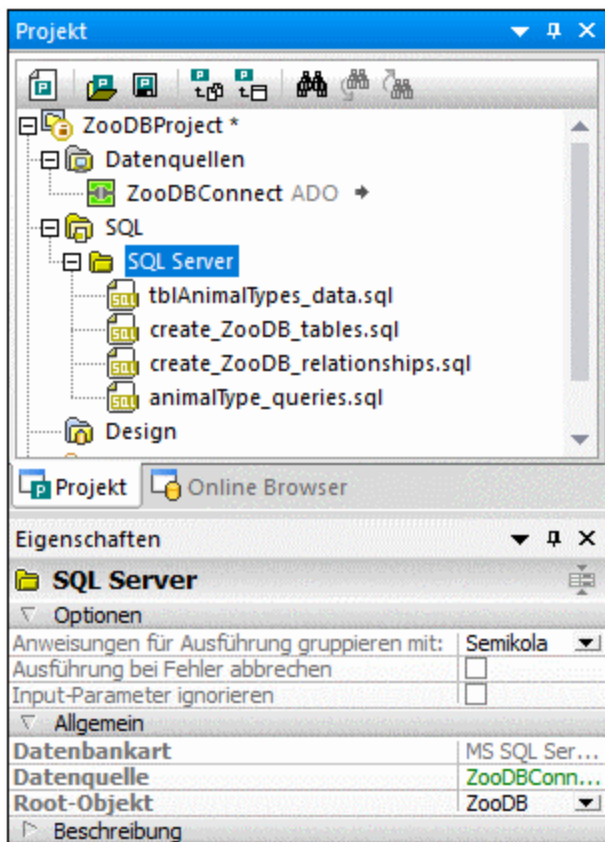 Projekt
ZooDBProject *
Datenquellen
ZooDBConnect ADO
SQL
SQL Server
tblAnimalTypes_data.sql
create_ZooDB_tables.sql
create_ZooDB_relationships.sql
animalType_queries.sql
Design
Projekt Online Browser
Eigenschaften
SQL Server
Optionen
Anweisungen für Ausführung gruppieren mit: Semikola
Ausführung bei Fehler abbrechen
Input-Parameter ignorieren
Allgemein
Datenbankart MS SQL Ser...
Datenquelle ZooDBConn...
Root-Objekt ZooDB
Beschreibung